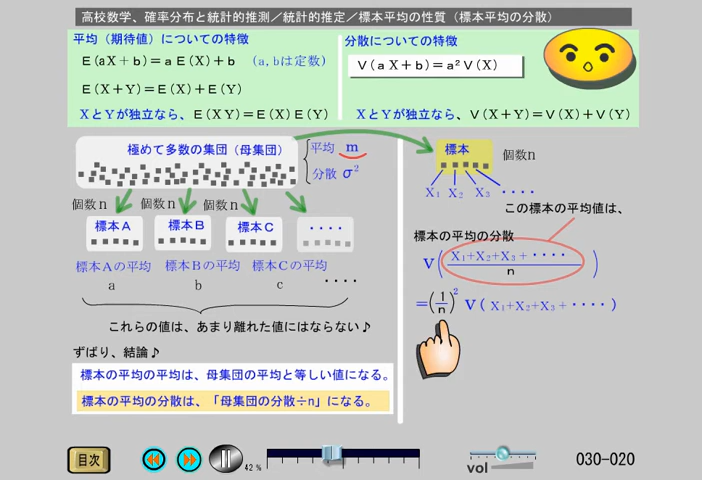 高校数学、確率分布と統計的推測／統計的推定／標本平均の性質（標本平均の分散）
平均（期待値）についての特徴
E(aX+b)=aE(X)+b （a,bは定数）
E(X+Y)=E(X)+E(Y)
XとYが独立なら、E(XY)=E(X)E(Y)
分散についての特徴
V(aX+b)=a²V(X)
XとYが独立なら、V(X+Y)=V(X)+V(Y)
極めて多数の集団（母集団）
平均 m
分散 σ²
個数n 個数n 個数n
標本A 標本B 標本C ・・・・
標本Aの平均 標本Bの平均 標本Cの平均
a b c ・・・・
これらの値は、あまり離れた値にはならない♪
ずばり、結論♪
標本の平均の平均は、母集団の平均と等しい値になる。
標本の平均の分散は、「母集団の分散÷n」になる。
標本 個数n
X₁ X₂ X₃ ・・・・
この標本の平均値は、
標本の平均の分散
V((X₁+X₂+X₃+・・・・)/n)
=(1/n)² V(X₁+X₂+X₃+・・・・)
目次
42%
vol
030-020